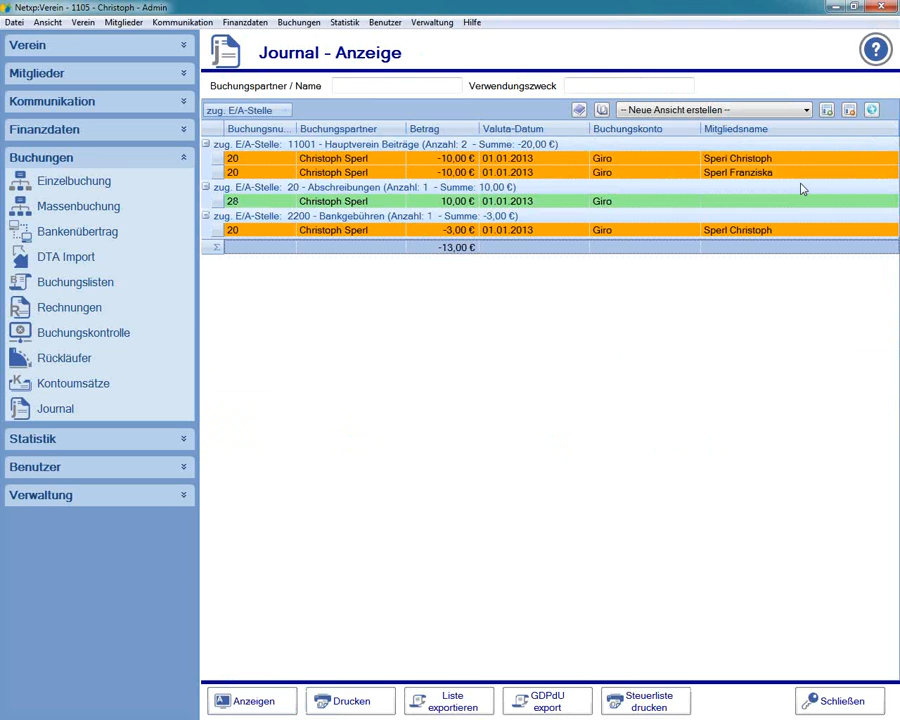 Netxp:Verein - 1105 - Christoph - Admin
Datei Ansicht Verein Mitglieder Kommunikation Finanzdaten Buchungen Statistik Benutzer Verwaltung Hilfe
Verein
Mitglieder
Kommunikation
Finanzdaten
Buchungen
Einzelbuchung
Massenbuchung
Bankenübertrag
DTA Import
Buchungslisten
Rechnungen
Buchungskontrolle
Rückläufer
Kontoumsätze
Journal
Statistik
Benutzer
Verwaltung
Journal - Anzeige
Buchungspartner / Name Verwendungszweck
zug. E/A-Stelle -- Neue Ansicht erstellen --
Buchungsnu... Buchungspartner Betrag Valuta-Datum Buchungskonto Mitgliedsname
zug. E/A-Stelle: 11001 - Hauptverein Beiträge (Anzahl: 2 - Summe: -20,00 €)
20 Christoph Sperl -10,00 € 01.01.2013 Giro Sperl Christoph
20 Christoph Sperl -10,00 € 01.01.2013 Giro Sperl Franziska
zug. E/A-Stelle: 20 - Abschreibungen (Anzahl: 1 - Summe: 10,00 €)
28 Christoph Sperl 10,00 € 01.01.2013 Giro
zug. E/A-Stelle: 2200 - Bankgebühren (Anzahl: 1 - Summe: -3,00 €)
20 Christoph Sperl -3,00 € 01.01.2013 Giro Sperl Christoph
Σ -13,00 €
Anzeigen
Drucken
Liste
exportieren
GDPdU
export
Steuerliste
drucken
Schließen